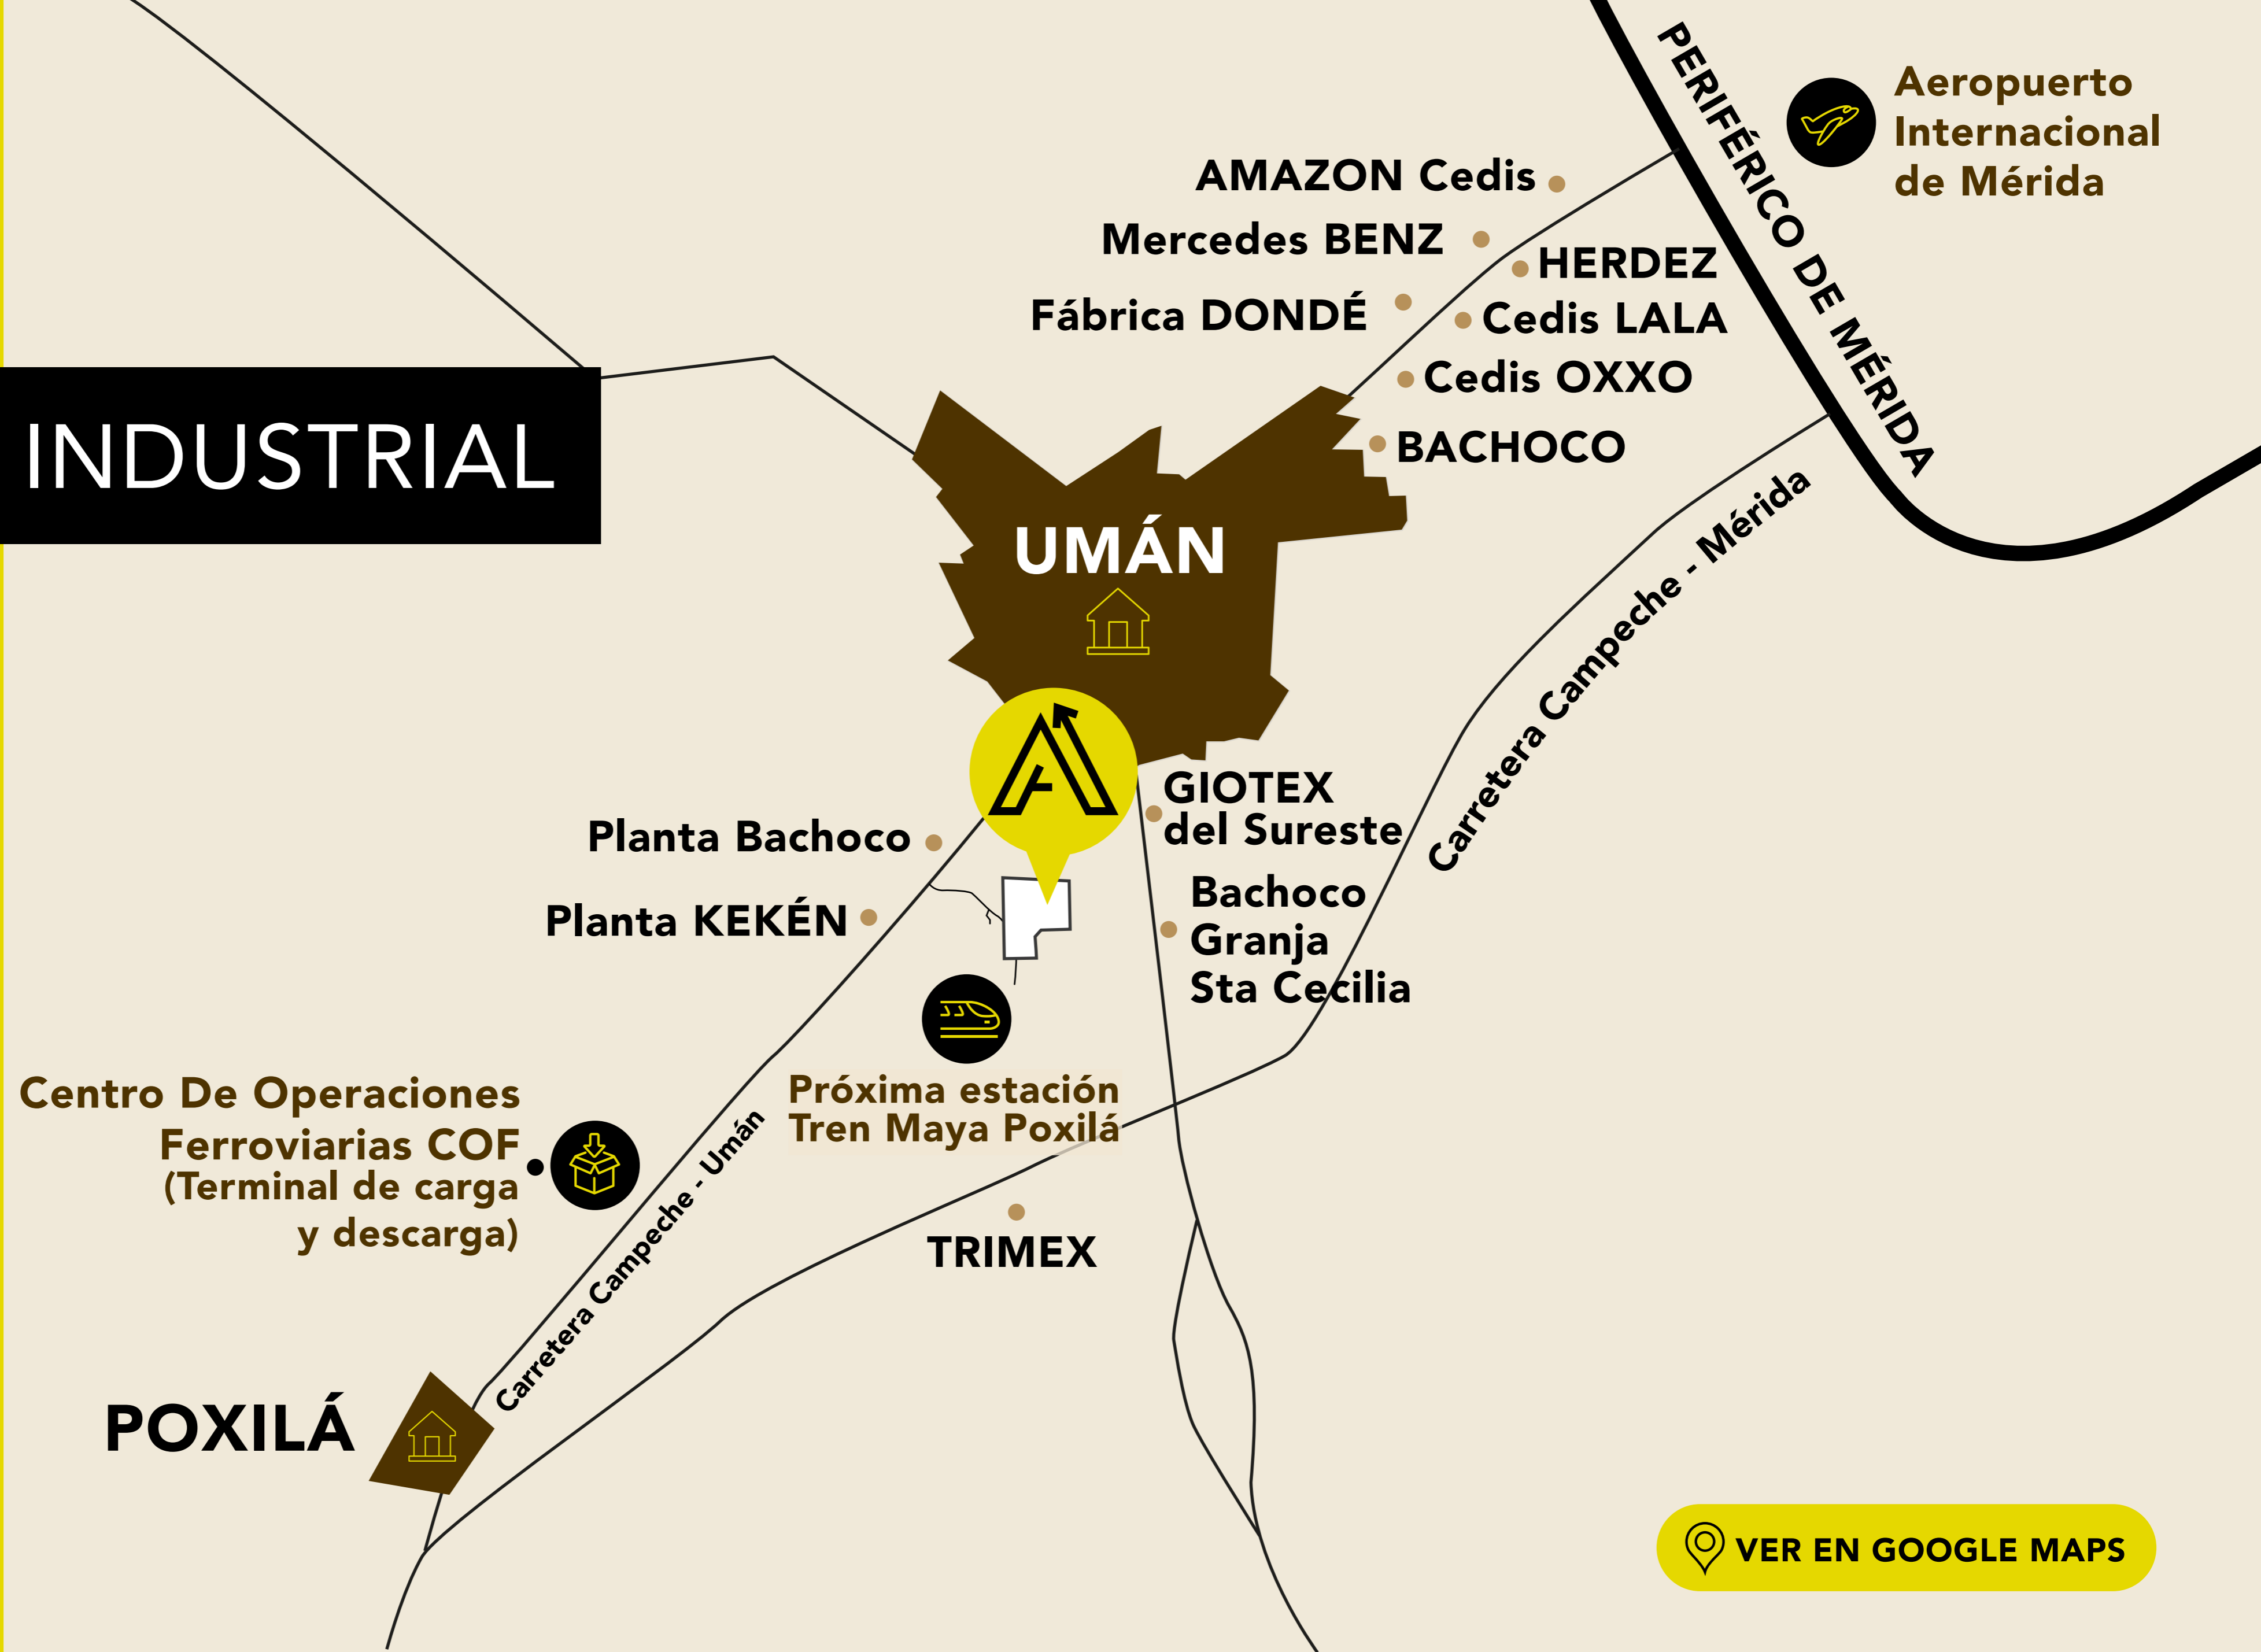 PERIFÉRICO DE MÉRIDA
Aeropuerto
Internacional
de Mérida
AMAZON Cedis
Mercedes BENZ
HERDEZ
Fábrica DONDÉ
Cedis LALA
Cedis OXXO
BACHOCO
INDUSTRIAL
UMÁN
Carretera Campeche - Mérida
GIOTEX
del Sureste
Planta Bachoco
Bachoco
Granja
Sta Cecilia
Planta KEKÉN
Próxima estación
Tren Maya Poxilá
Centro De Operaciones
Ferroviarias COF
(Terminal de carga
y descarga)
Carretera Campeche - Umán
TRIMEX
POXILÁ
VER EN GOOGLE MAPS